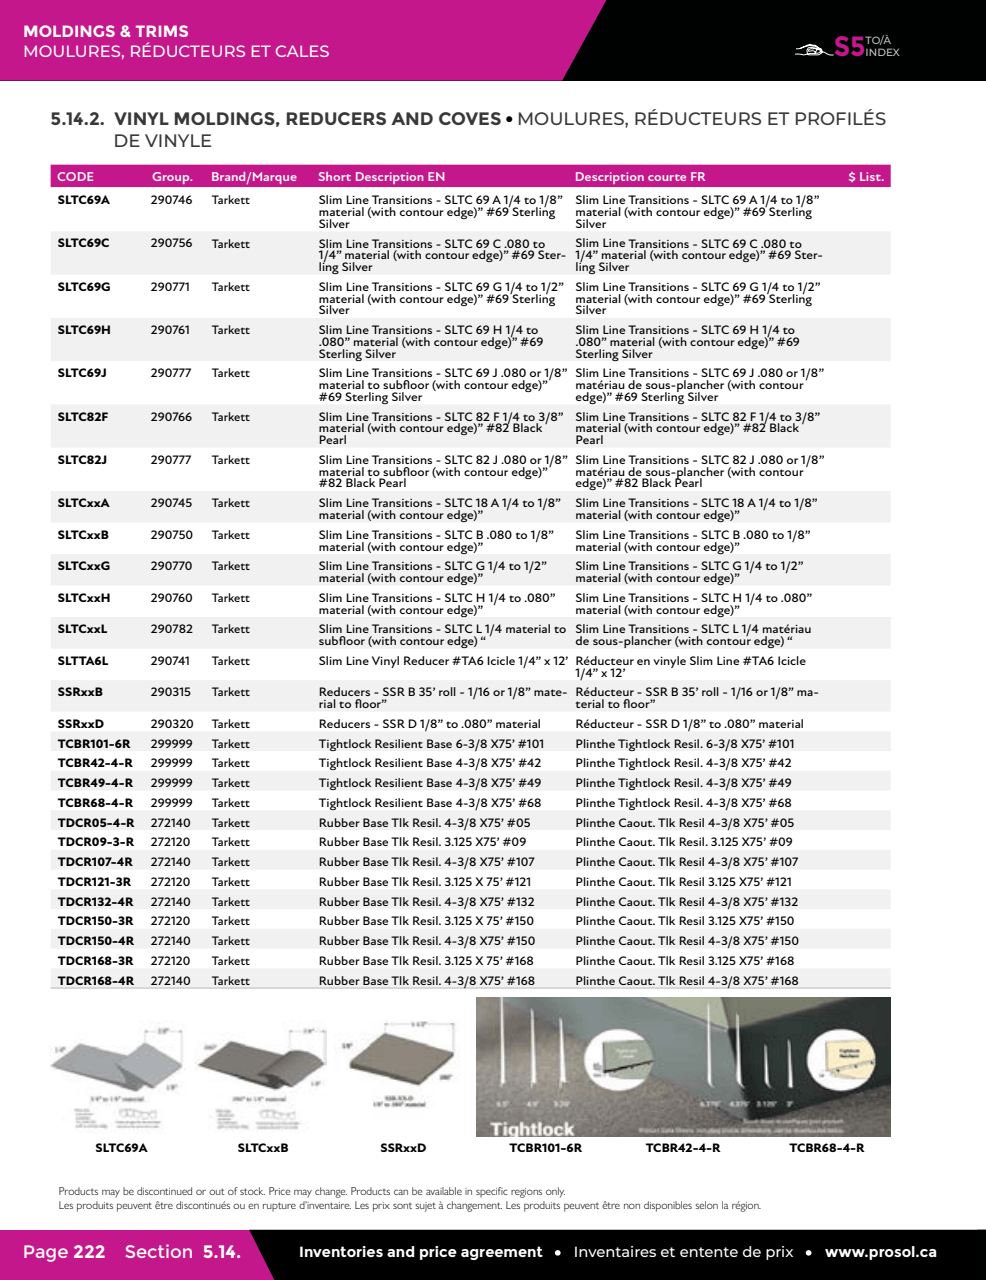 MOLDINGS & TRIMS
MOULURES, RÉDUCTEURS ET CALES
S5 TO/À INDEX
5.14.2. VINYL MOLDINGS, REDUCERS AND COVES • MOULURES, RÉDUCTEURS ET PROFILÉS
DE VINYLE
CODE Group. Brand/Marque Short Description EN Description courte FR $ List.
SLTC69A 290746 Tarkett Slim Line Transitions - SLTC 69 A 1/4 to 1/8” Slim Line Transitions - SLTC 69 A 1/4 to 1/8”
material (with contour edge)” #69 Sterling material (with contour edge)” #69 Sterling
Silver Silver
SLTC69C 290756 Tarkett Slim Line Transitions - SLTC 69 C .080 to Slim Line Transitions - SLTC 69 C .080 to
1/4” material (with contour edge)” #69 Ster- 1/4” material (with contour edge)” #69 Ster-
ling Silver ling Silver
SLTC69G 290771 Tarkett Slim Line Transitions - SLTC 69 G 1/4 to 1/2” Slim Line Transitions - SLTC 69 G 1/4 to 1/2”
material (with contour edge)” #69 Sterling material (with contour edge)” #69 Sterling
Silver Silver
SLTC69H 290761 Tarkett Slim Line Transitions - SLTC 69 H 1/4 to Slim Line Transitions - SLTC 69 H 1/4 to
.080” material (with contour edge)” #69 .080” material (with contour edge)” #69
Sterling Silver Sterling Silver
SLTC69J 290777 Tarkett Slim Line Transitions - SLTC 69 J .080 or 1/8” Slim Line Transitions - SLTC 69 J .080 or 1/8”
material to subfloor (with contour edge)” matériau de sous-plancher (with contour
#69 Sterling Silver edge)” #69 Sterling Silver
SLTC82F 290766 Tarkett Slim Line Transitions - SLTC 82 F 1/4 to 3/8” Slim Line Transitions - SLTC 82 F 1/4 to 3/8”
material (with contour edge)” #82 Black material (with contour edge)” #82 Black
Pearl Pearl
SLTC82J 290777 Tarkett Slim Line Transitions - SLTC 82 J .080 or 1/8” Slim Line Transitions - SLTC 82 J .080 or 1/8”
material to subfloor (with contour edge)” matériau de sous-plancher (with contour
#82 Black Pearl edge)” #82 Black Pearl
SLTCxxA 290745 Tarkett Slim Line Transitions - SLTC 18 A 1/4 to 1/8” Slim Line Transitions - SLTC 18 A 1/4 to 1/8”
material (with contour edge)” material (with contour edge)”
SLTCxxB 290750 Tarkett Slim Line Transitions - SLTC B .080 to 1/8” Slim Line Transitions - SLTC B .080 to 1/8”
material (with contour edge)” material (with contour edge)”
SLTCxxG 290770 Tarkett Slim Line Transitions - SLTC G 1/4 to 1/2” Slim Line Transitions - SLTC G 1/4 to 1/2”
material (with contour edge)” material (with contour edge)”
SLTCxxH 290760 Tarkett Slim Line Transitions - SLTC H 1/4 to .080” Slim Line Transitions - SLTC H 1/4 to .080”
material (with contour edge)” material (with contour edge)”
SLTCxxL 290782 Tarkett Slim Line Transitions - SLTC L 1/4 material to Slim Line Transitions - SLTC L 1/4 matériau
subfloor (with contour edge) “ de sous-plancher (with contour edge) “
SLTTA6L 290741 Tarkett Slim Line Vinyl Reducer #TA6 Icicle 1/4” x 12’ Réducteur en vinyle Slim Line #TA6 Icicle
1/4” x 12’
SSRxxB 290315 Tarkett Reducers - SSR B 35’ roll - 1/16 or 1/8” mate- Réducteur - SSR B 35’ roll - 1/16 or 1/8” ma-
rial to floor” terial to floor”
SSRxxD 290320 Tarkett Reducers - SSR D 1/8” to .080” material Réducteur - SSR D 1/8” to .080” material
TCBR101-6R 299999 Tarkett Tightlock Resilient Base 6-3/8 X75’ #101 Plinthe Tightlock Resil. 6-3/8 X75’ #101
TCBR42-4-R 299999 Tarkett Tightlock Resilient Base 4-3/8 X75’ #42 Plinthe Tightlock Resil. 4-3/8 X75’ #42
TCBR49-4-R 299999 Tarkett Tightlock Resilient Base 4-3/8 X75’ #49 Plinthe Tightlock Resil. 4-3/8 X75’ #49
TCBR68-4-R 299999 Tarkett Tightlock Resilient Base 4-3/8 X75’ #68 Plinthe Tightlock Resil. 4-3/8 X75’ #68
TDCR05-4-R 272140 Tarkett Rubber Base Tlk Resil. 4-3/8 X75’ #05 Plinthe Caout. Tlk Resil 4-3/8 X75’ #05
TDCR09-3-R 272120 Tarkett Rubber Base Tlk Resil. 3.125 X75’ #09 Plinthe Caout. Tlk Resil. 3.125 X75’ #09
TDCR107-4R 272140 Tarkett Rubber Base Tlk Resil. 4-3/8 X75’ #107 Plinthe Caout. Tlk Resil 4-3/8 X75’ #107
TDCR121-3R 272120 Tarkett Rubber Base Tlk Resil. 3.125 X 75’ #121 Plinthe Caout. Tlk Resil 3.125 X75’ #121
TDCR132-4R 272140 Tarkett Rubber Base Tlk Resil. 4-3/8 X75’ #132 Plinthe Caout. Tlk Resil 4-3/8 X75’ #132
TDCR150-3R 272120 Tarkett Rubber Base Tlk Resil. 3.125 X 75’ #150 Plinthe Caout. Tlk Resil 3.125 X75’ #150
TDCR150-4R 272140 Tarkett Rubber Base Tlk Resil. 4-3/8 X75’ #150 Plinthe Caout. Tlk Resil 4-3/8 X75’ #150
TDCR168-3R 272120 Tarkett Rubber Base Tlk Resil. 3.125 X 75’ #168 Plinthe Caout. Tlk Resil 3.125 X75’ #168
TDCR168-4R 272140 Tarkett Rubber Base Tlk Resil. 4-3/8 X75’ #168 Plinthe Caout. Tlk Resil 4-3/8 X75’ #168
Tightlock
SLTC69A SLTCxxB SSRxxD TCBR101-6R TCBR42-4-R TCBR68-4-R
Products may be discontinued or out of stock. Price may change. Products can be available in specific regions only.
Les produits peuvent être discontinués ou en rupture d’inventaire. Les prix sont sujet à changement. Les produits peuvent être non disponibles selon la région.
Page 222 Section 5.14. Inventories and price agreement • Inventaires et entente de prix • www.prosol.ca